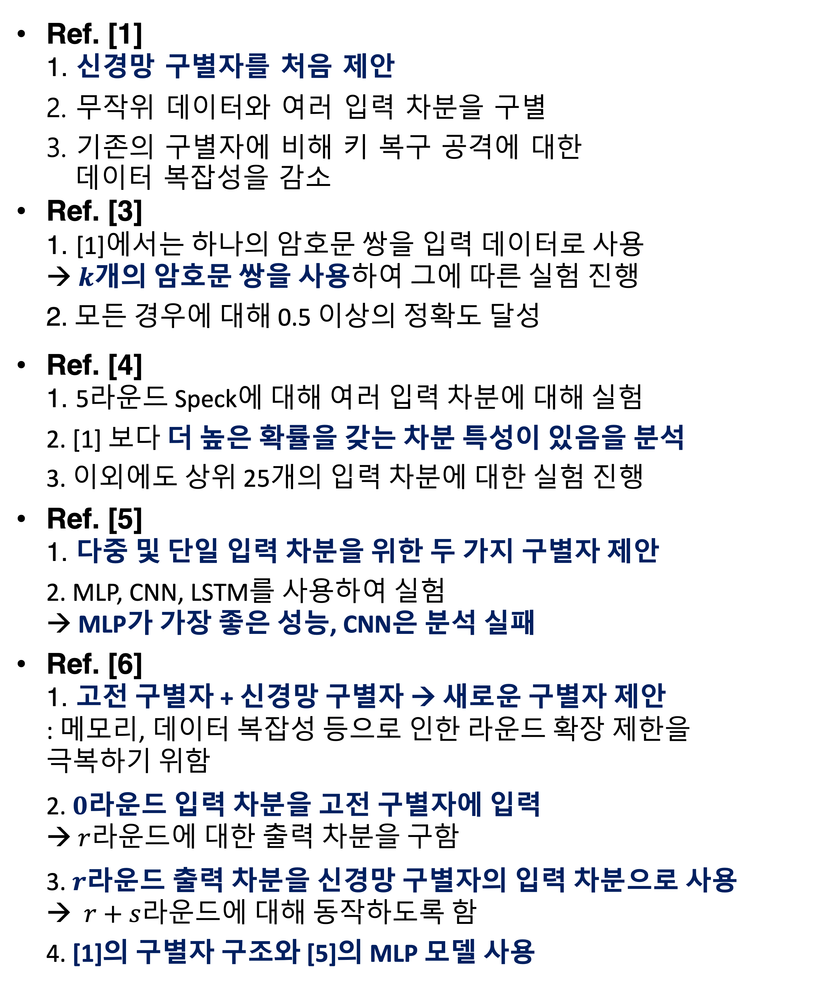 • Ref. [1]
1. 신경망 구별자를 처음 제안
2. 무작위 데이터와 여러 입력 차분을 구별
3. 기존의 구별자에 비해 키 복구 공격에 대한
데이터 복잡성을 감소
• Ref. [3]
1. [1]에서는 하나의 암호문 쌍을 입력 데이터로 사용
→ k개의 암호문 쌍을 사용하여 그에 따른 실험 진행
2. 모든 경우에 대해 0.5 이상의 정확도 달성
• Ref. [4]
1. 5라운드 Speck에 대해 여러 입력 차분에 대해 실험
2. [1] 보다 더 높은 확률을 갖는 차분 특성이 있음을 분석
3. 이외에도 상위 25개의 입력 차분에 대한 실험 진행
• Ref. [5]
1. 다중 및 단일 입력 차분을 위한 두 가지 구별자 제안
2. MLP, CNN, LSTM를 사용하여 실험
→ MLP가 가장 좋은 성능, CNN은 분석 실패
• Ref. [6]
1. 고전 구별자 + 신경망 구별자 → 새로운 구별자 제안
: 메모리, 데이터 복잡성 등으로 인한 라운드 확장 제한을
극복하기 위함
2. 0라운드 입력 차분을 고전 구별자에 입력
→ r라운드에 대한 출력 차분을 구함
3. r라운드 출력 차분을 신경망 구별자의 입력 차분으로 사용
→ r + s라운드에 대해 동작하도록 함
4. [1]의 구별자 구조와 [5]의 MLP 모델 사용